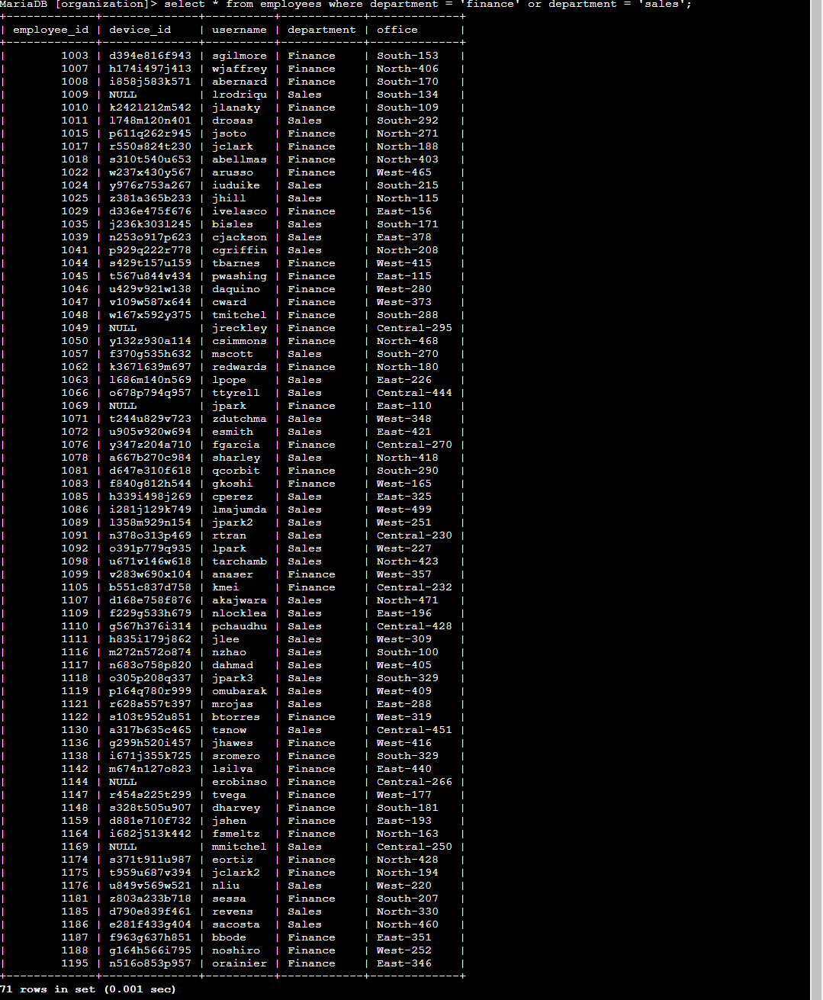 MariaDB [organization]> select * from employees where department = 'finance' or department = 'sales';
+-------------+--------------+----------+------------+-------------+
| employee_id | device_id    | username | department | office      |
+-------------+--------------+----------+------------+-------------+
|        1003 | d394e816f943 | sgilmore | Finance    | South-153   |
|        1007 | h174i497j413 | wjaffrey | Finance    | North-406   |
|        1008 | i858j583k571 | abernard | Finance    | South-170   |
|        1009 | NULL         | lrodriqu | Sales      | South-134   |
|        1010 | k242l212m542 | jlansky  | Finance    | South-109   |
|        1011 | l748m120n401 | drosas   | Sales      | South-292   |
|        1015 | p611q262r945 | jsoto    | Finance    | North-271   |
|        1017 | r550s824t230 | jclark   | Finance    | North-188   |
|        1018 | s310t540u653 | abellmas | Finance    | North-403   |
|        1022 | w237x430y567 | arusso   | Finance    | West-465    |
|        1024 | y976z753a267 | iuduike  | Sales      | South-215   |
|        1025 | z381a365b233 | jhill    | Sales      | North-115   |
|        1029 | d336e475f676 | ivelasco | Finance    | East-156    |
|        1035 | j236k303l245 | bisles   | Sales      | South-171   |
|        1039 | n253o917p623 | cjackson | Sales      | East-378    |
|        1041 | p929q222r778 | cgriffin | Sales      | North-208   |
|        1044 | s429t157u159 | tbarnes  | Finance    | West-415    |
|        1045 | t567u844v434 | pwashing | Finance    | East-115    |
|        1046 | u429v921w138 | daquino  | Finance    | West-280    |
|        1047 | v109w587x644 | cward    | Finance    | West-373    |
|        1048 | w167x592y375 | tmitchel | Finance    | South-288   |
|        1049 | NULL         | jreckley | Finance    | Central-295 |
|        1050 | y132z930a114 | csimmons | Finance    | North-468   |
|        1057 | f370g535h632 | mscott   | Sales      | South-270   |
|        1062 | k367l639m697 | redwards | Finance    | North-180   |
|        1063 | l686m140n569 | lpope    | Sales      | East-226    |
|        1066 | o678p794q957 | ttyrell  | Sales      | Central-444 |
|        1069 | NULL         | jpark    | Finance    | East-110    |
|        1071 | t244u829v723 | zdutchma | Sales      | West-348    |
|        1072 | u905v920w694 | esmith   | Sales      | East-421    |
|        1076 | y347z204a710 | fgarcia  | Finance    | Central-270 |
|        1078 | a667b270c984 | sharley  | Sales      | North-418   |
|        1081 | d647e310f618 | qcorbit  | Finance    | South-290   |
|        1083 | f840g812h544 | gkoshi   | Finance    | West-165    |
|        1085 | h339i498j269 | cperez   | Sales      | East-325    |
|        1086 | i281j129k749 | lmajumda | Sales      | West-499    |
|        1089 | l358m929n154 | jpark2   | Sales      | West-251    |
|        1091 | n378o313p469 | rtran    | Sales      | Central-230 |
|        1092 | o391p779q935 | lpark    | Sales      | West-227    |
|        1098 | u671v146w618 | tarchamb | Sales      | North-423   |
|        1099 | v283w690x104 | anaser   | Finance    | West-357    |
|        1105 | b551c837d758 | kmei     | Finance    | Central-232 |
|        1107 | d168e758f876 | akajwara | Sales      | North-471   |
|        1109 | f229g533h679 | nlocklea | Sales      | East-196    |
|        1110 | g567h376i314 | pchaudhu | Sales      | Central-428 |
|        1111 | h835i179j862 | jlee     | Sales      | West-309    |
|        1116 | m272n572o874 | nzhao    | Sales      | South-100   |
|        1117 | n683o758p820 | dahmad   | Sales      | West-405    |
|        1118 | o305p208q337 | jpark3   | Sales      | South-329   |
|        1119 | p164q780r999 | omubarak | Sales      | West-409    |
|        1121 | r628s557t397 | mrojas   | Sales      | East-288    |
|        1122 | s103t952u851 | btorres  | Finance    | West-319    |
|        1130 | a317b635c465 | tsnow    | Sales      | Central-451 |
|        1136 | g299h520i457 | jhawes   | Finance    | West-416    |
|        1138 | i671j355k725 | sromero  | Finance    | South-329   |
|        1142 | m674n127o823 | lsilva   | Finance    | East-440    |
|        1144 | NULL         | erobinso | Finance    | Central-266 |
|        1147 | r454s225t299 | tvega    | Finance    | West-177    |
|        1148 | s328t505u907 | dharvey  | Finance    | South-181   |
|        1159 | d881e710f732 | jshen    | Finance    | East-193    |
|        1164 | i682j513k442 | fsmeltz  | Finance    | North-163   |
|        1169 | NULL         | mmitchel | Sales      | Central-250 |
|        1174 | s371t911u987 | eortiz   | Finance    | North-428   |
|        1175 | t959u687v394 | jclark2  | Finance    | North-194   |
|        1176 | u849v569w521 | nliu     | Sales      | West-220    |
|        1181 | z803a233b718 | sessa    | Finance    | South-207   |
|        1185 | d790e839f461 | revens   | Sales      | North-330   |
|        1186 | e281f433g404 | sacosta  | Sales      | North-460   |
|        1187 | f963g637h851 | bbode    | Finance    | East-351    |
|        1188 | g164h566i795 | noshiro  | Finance    | West-252    |
|        1195 | n516o853p957 | orainier | Finance    | East-346    |
+-------------+--------------+----------+------------+-------------+
71 rows in set (0.001 sec)